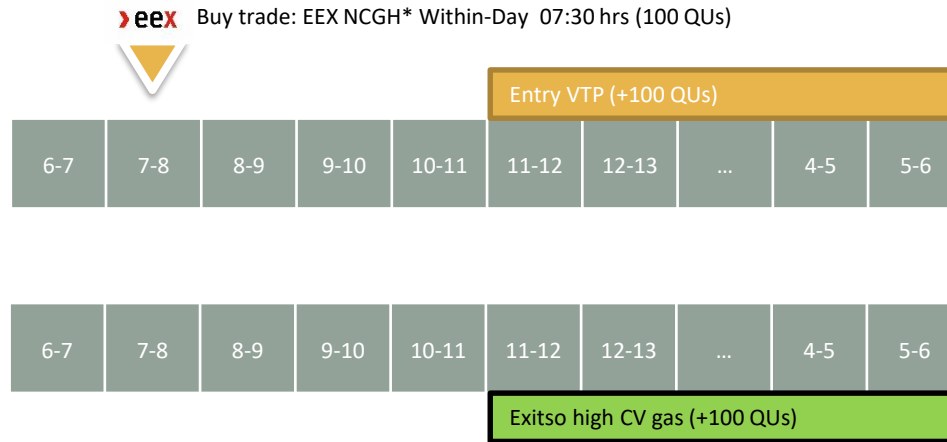 eex Buy trade: EEX NCGH* Within-Day 07:30 hrs (100 QUs)
Entry VTP (+100 QUs)
6-7 7-8 8-9 9-10 10-11 11-12 12-13 ... 4-5 5-6
6-7 7-8 8-9 9-10 10-11 11-12 12-13 ... 4-5 5-6
Exitso high CV gas (+100 QUs)